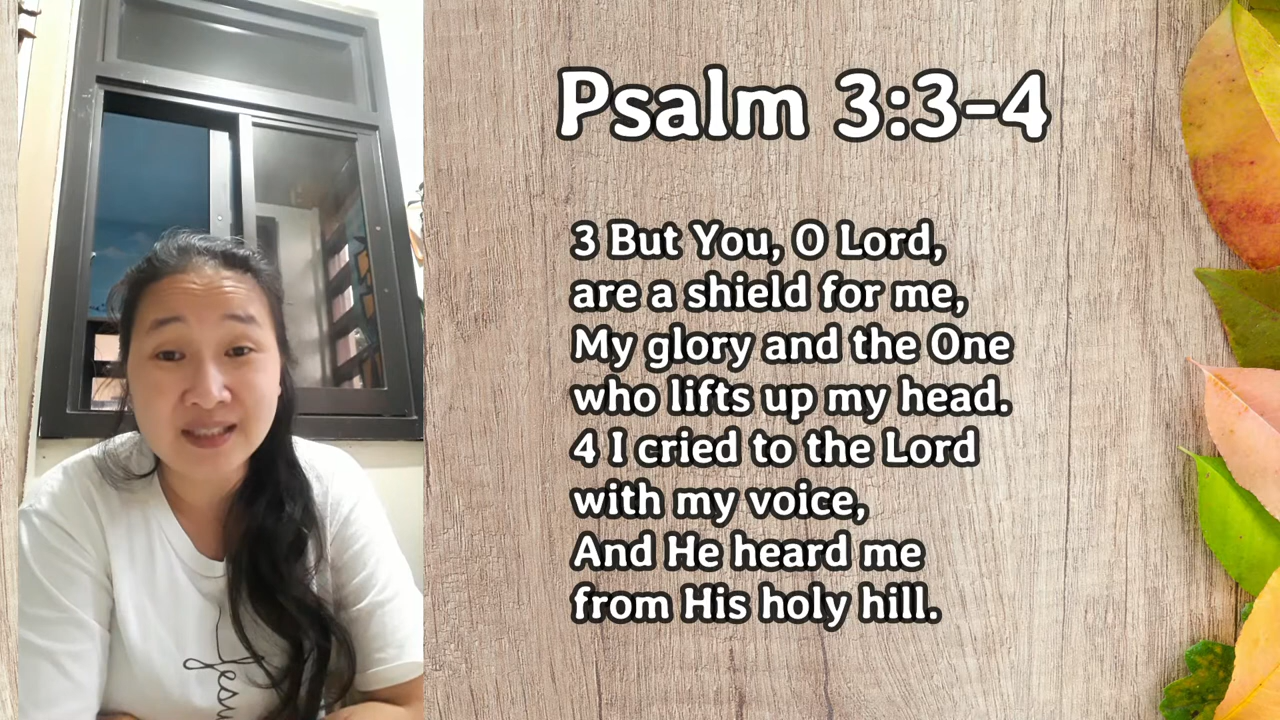 Psalm 3:3-4
3 But You, O Lord,
are a shield for me,
My glory and the One
who lifts up my head.
4 I cried to the Lord
with my voice,
And He heard me
from His holy hill.
Jesu